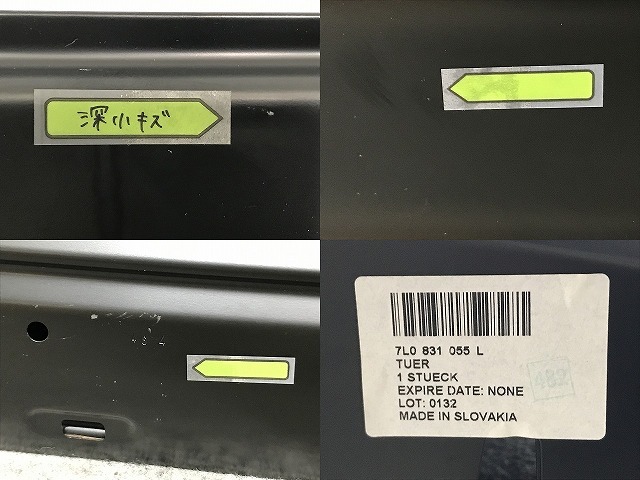 深小キズ
7L0 831 055 L
TUER
1 STUECK
EXPIRE DATE: NONE
LOT: 0132
MADE IN SLOVAKIA
482